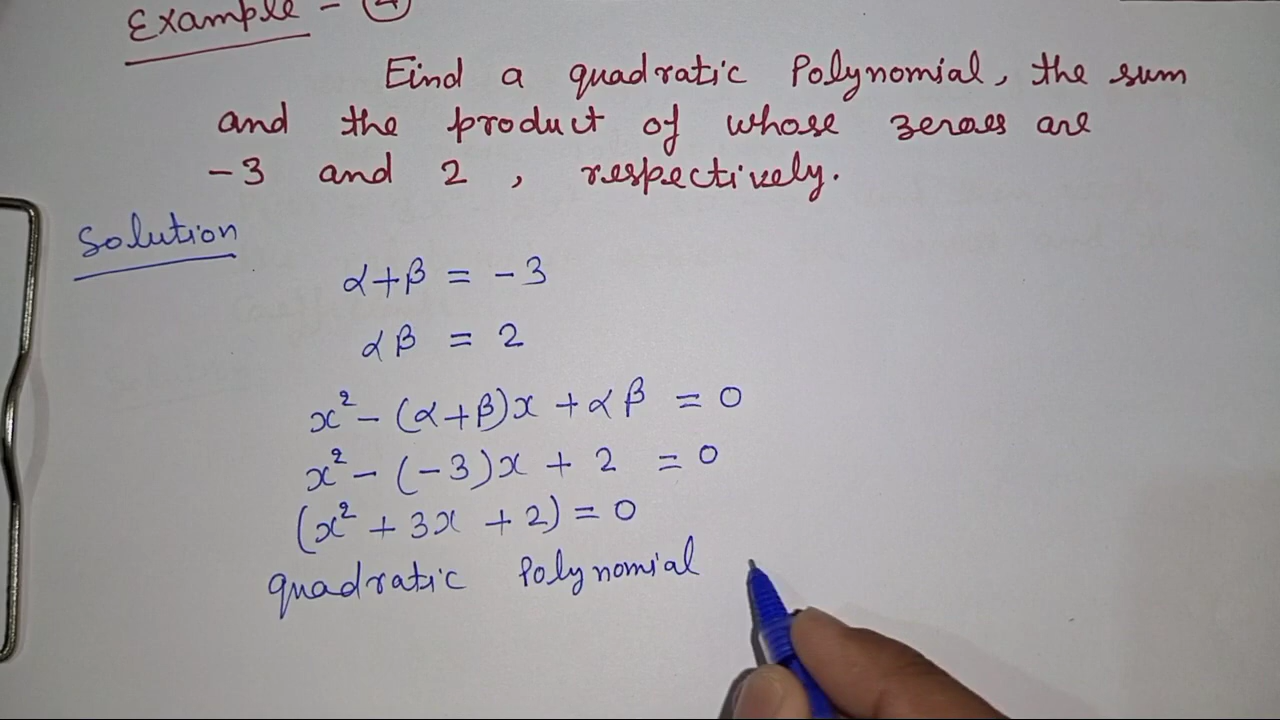 Example - 4
Find a quadratic Polynomial, the sum
and the product of whose zeroes are
-3 and 2 , respectively.
Solution
α+β = -3
αβ = 2
x² - (α+β)x + αβ = 0
x² - (-3)x + 2 = 0
(x² + 3x + 2) = 0
quadratic Polynomial